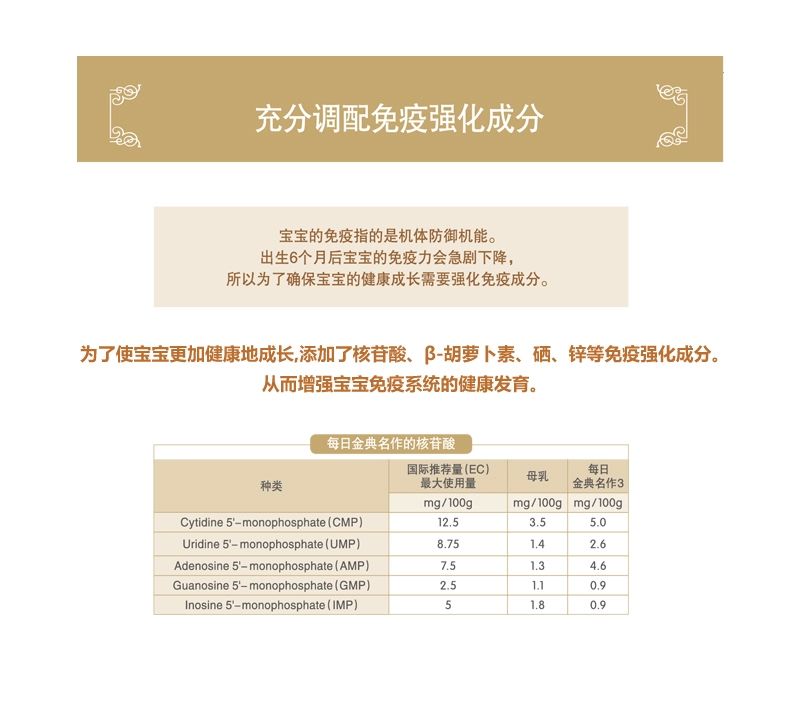 充分调配免疫强化成分
宝宝的免疫指的是机体防御机能。
出生6个月后宝宝的免疫力会急剧下降，
所以为了确保宝宝的健康成长需要强化免疫成分。
为了使宝宝更加健康地成长,添加了核苷酸、β-胡萝卜素、硒、锌等免疫强化成分。
从而增强宝宝免疫系统的健康发育。
每日金典名作的核苷酸
种类 国际推荐量(EC) 最大使用量 母乳 每日 金典名作3
mg/100g mg/100g mg/100g
Cytidine 5'-monophosphate(CMP) 12.5 3.5 5.0
Uridine 5'-monophosphate(UMP) 8.75 1.4 2.6
Adenosine 5'-monophosphate(AMP) 7.5 1.3 4.6
Guanosine 5'-monophosphate(GMP) 2.5 1.1 0.9
Inosine 5'-monophosphate(IMP) 5 1.8 0.9